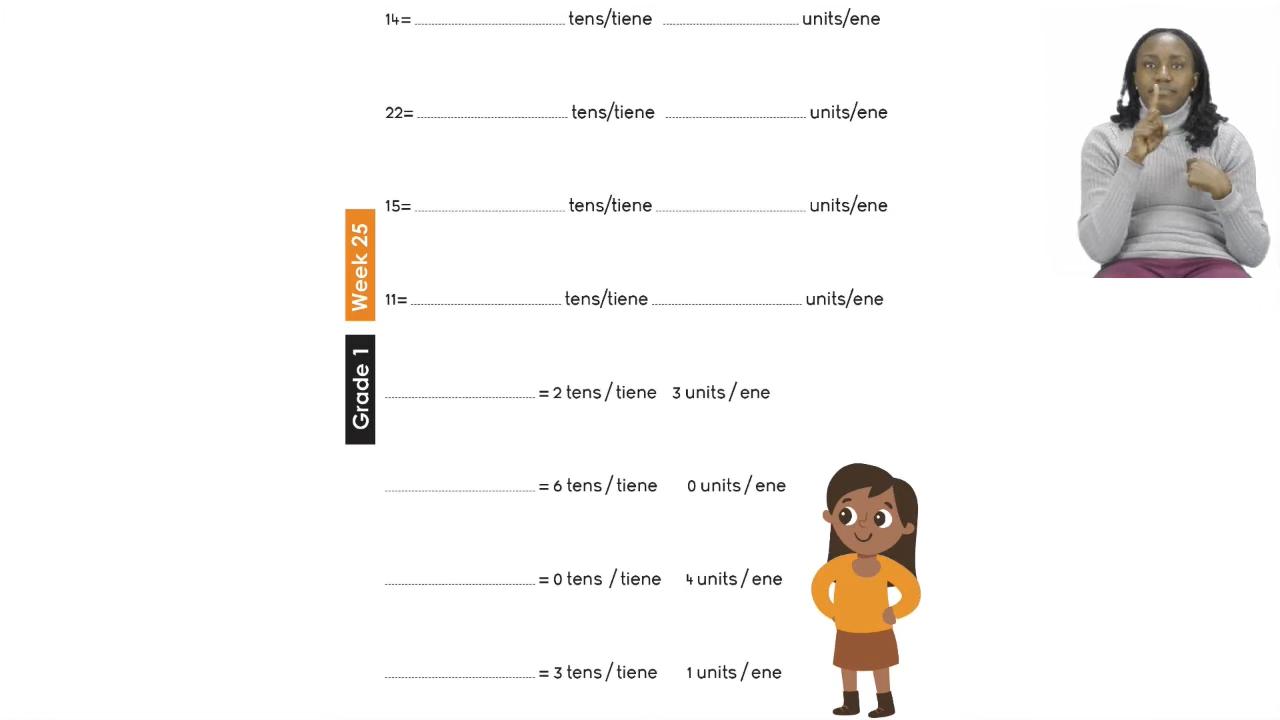 14= tens/tiene units/ene
22= tens/tiene units/ene
15= tens/tiene units/ene
11= tens/tiene units/ene
= 2 tens / tiene 3 units / ene
= 6 tens / tiene 0 units / ene
= 0 tens / tiene 4 units / ene
= 3 tens / tiene 1 units / ene
Week 25
Grade 1